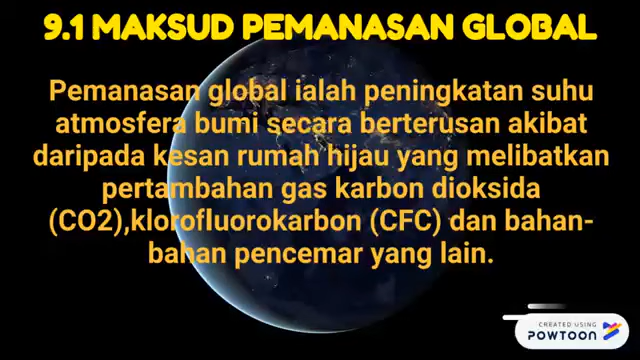 9.1 MAKSUD PEMANASAN GLOBAL
Pemanasan global ialah peningkatan suhu
atmosfera bumi secara berterusan akibat
daripada kesan rumah hijau yang melibatkan
pertambahan gas karbon dioksida
(CO2),klorofluorokarbon (CFC) dan bahan-
bahan pencemar yang lain.
CREATED USING
POWTOON